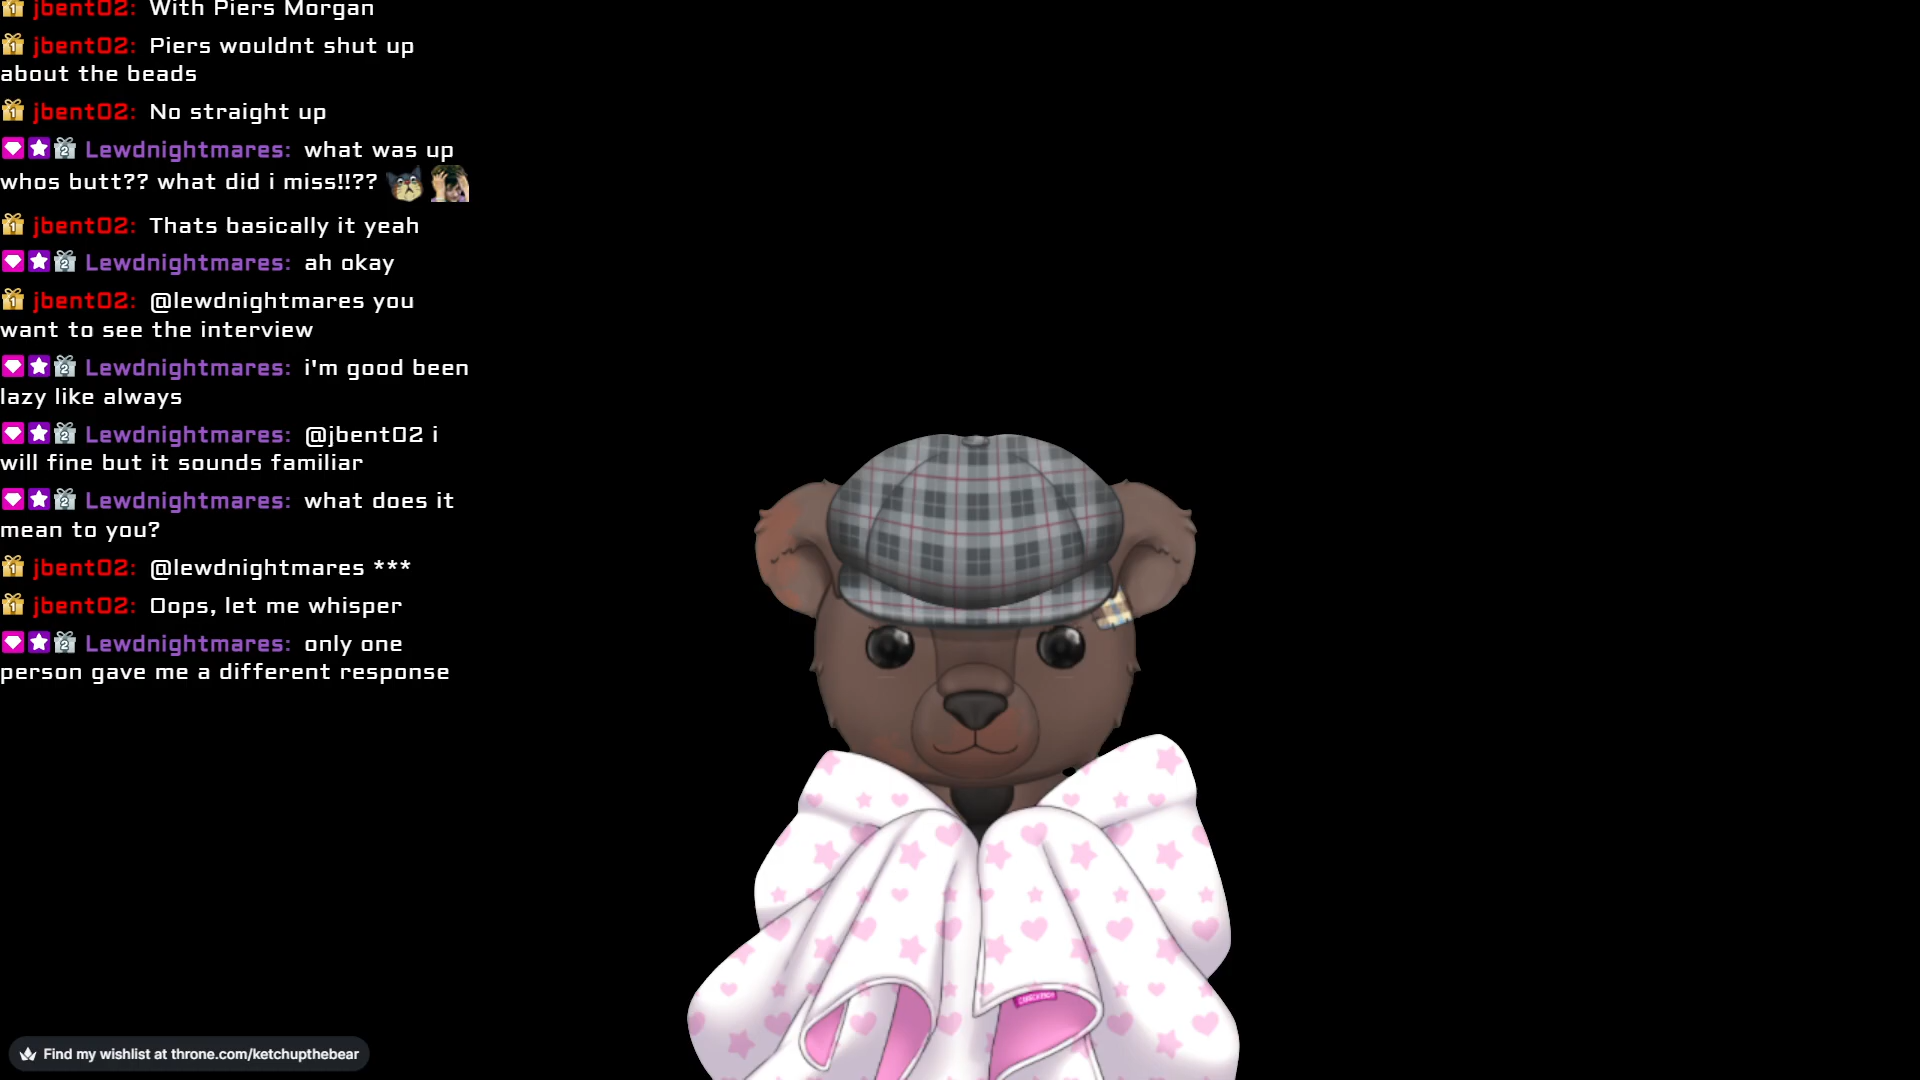 jbent02: With Piers Morgan
jbent02: Piers wouldnt shut up
about the beads
jbent02: No straight up
Lewdnightmares: what was up
whos butt?? what did i miss!!??
jbent02: Thats basically it yeah
Lewdnightmares: ah okay
jbent02: @lewdnightmares you
want to see the interview
Lewdnightmares: i'm good been
lazy like always
Lewdnightmares: @jbent02 i
will fine but it sounds familiar
Lewdnightmares: what does it
mean to you?
jbent02: @lewdnightmares ***
jbent02: Oops, let me whisper
Lewdnightmares: only one
person gave me a different response
Find my wishlist at throne.com/ketchupthebear